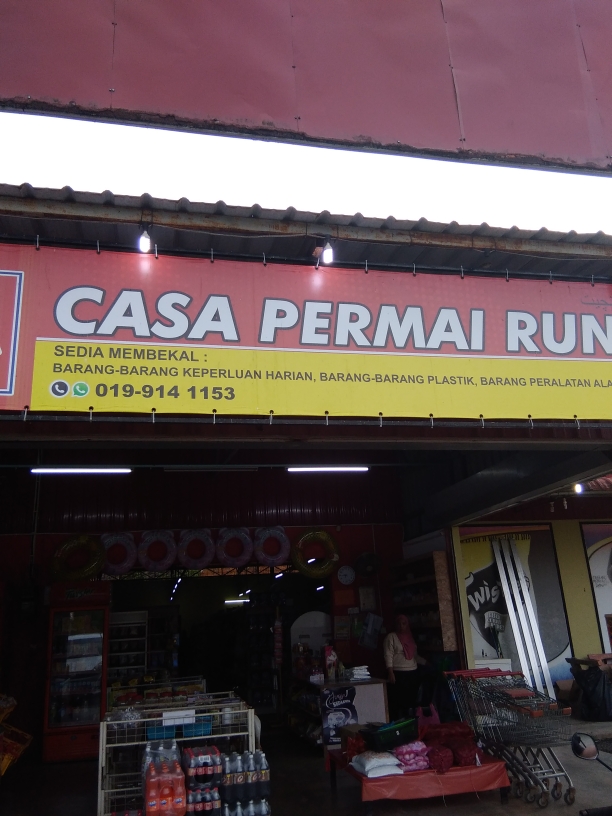 CASA PERMAI RUN
SEDIA MEMBEKAL :
BARANG-BARANG KEPERLUAN HARIAN, BARANG-BARANG PLASTIK, BARANG PERALATAN ALA
019-914 1153